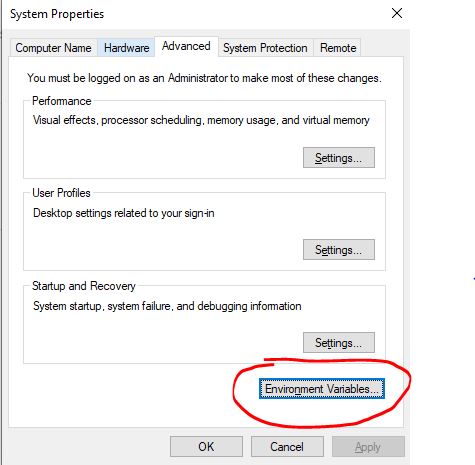 System Properties
Computer Name Hardware Advanced System Protection Remote
You must be logged on as an Administrator to make most of these changes.
Performance
Visual effects, processor scheduling, memory usage, and virtual memory
Settings...
User Profiles
Desktop settings related to your sign-in
Settings...
Startup and Recovery
System startup, system failure, and debugging information
Settings...
Environment Variables...
OK Cancel Apply